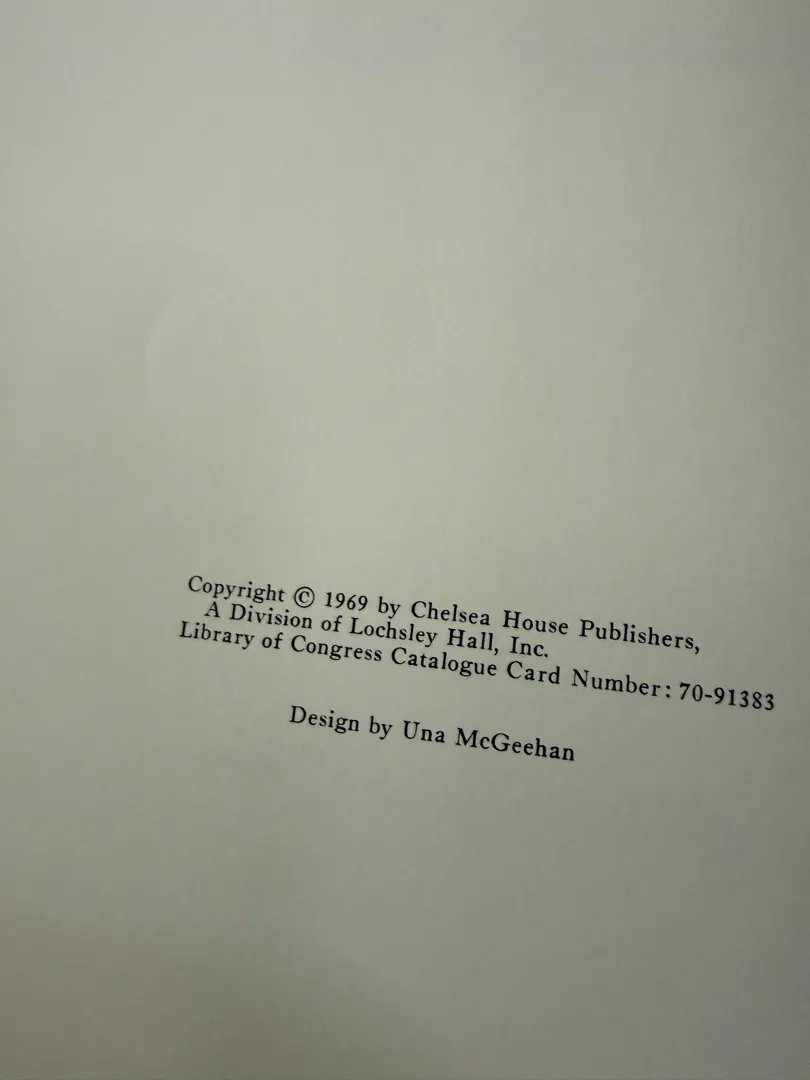 Copyright © 1969 by Chelsea House Publishers,
A Division of Lochsley Hall, Inc.
Library of Congress Catalogue Card Number: 70-91383
Design by Una McGeehan